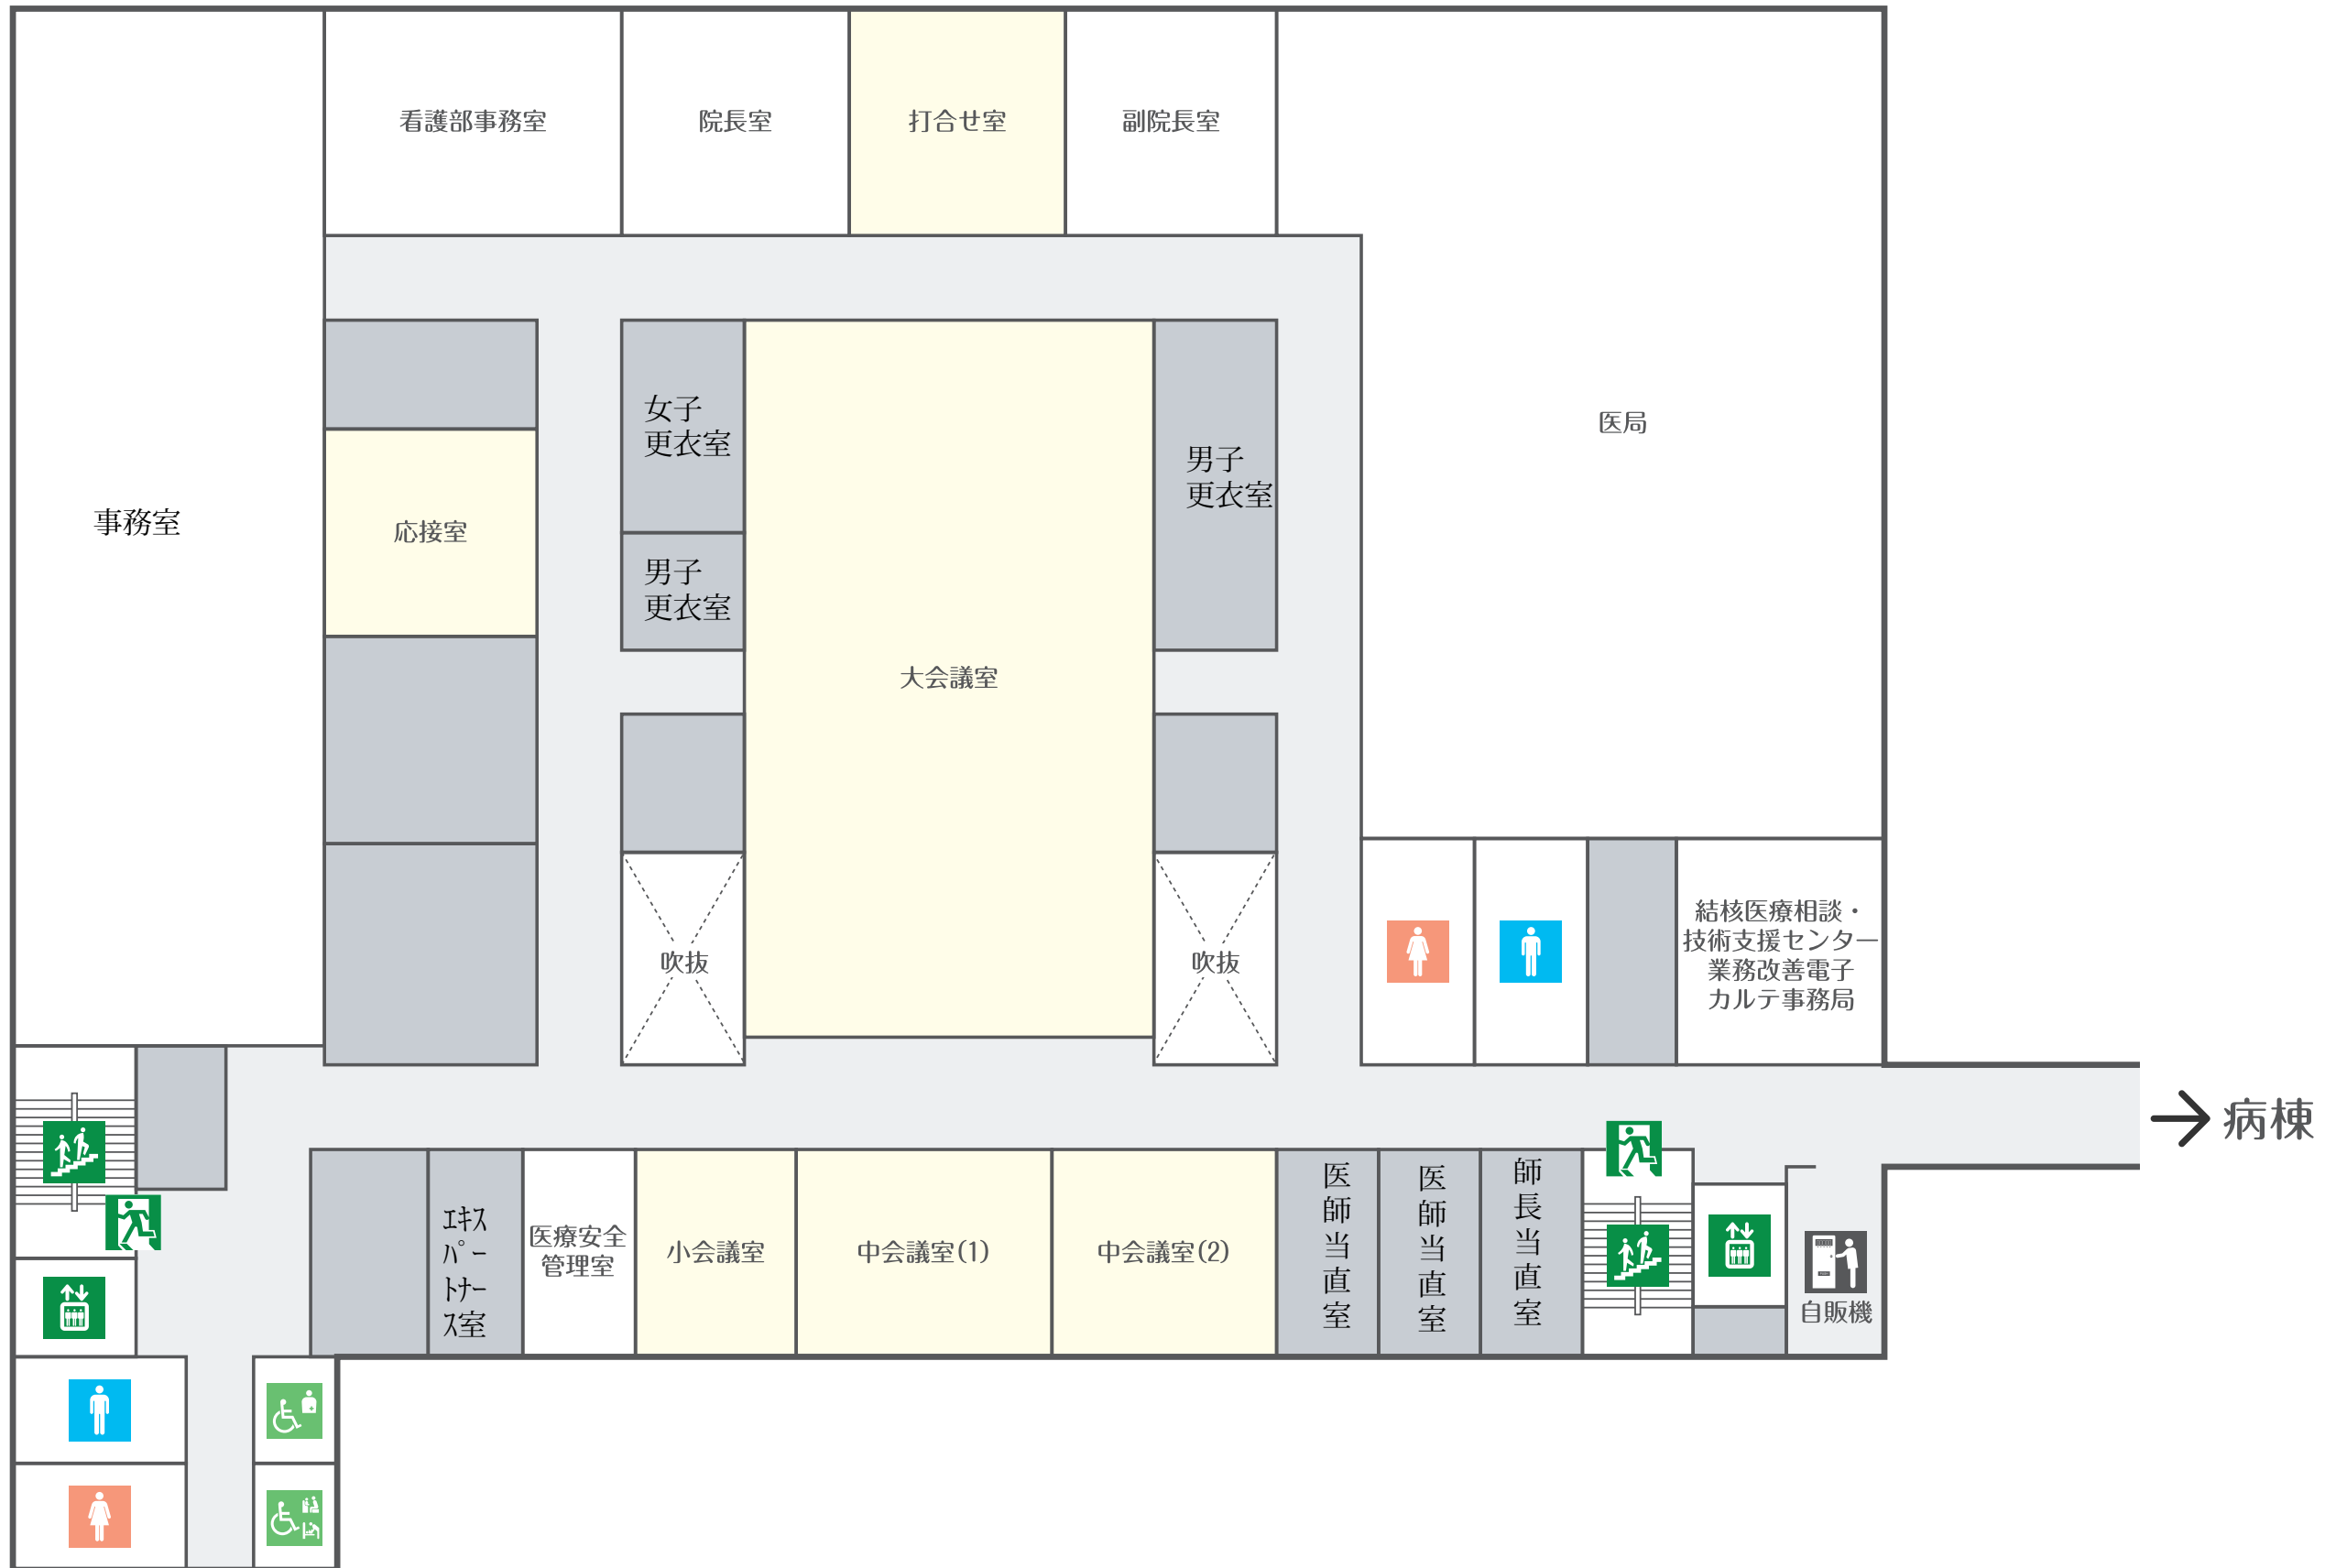 看護部事務室
院長室
打合せ室
副院長室
医局
事務室
応接室
女子
更衣室
男子
更衣室
男子
更衣室
大会議室
吹抜
吹抜
結核医療相談・
技術支援センター
業務改善電子
カルテ事務局
病棟
ｴｷｽ
ﾊﾟｰ
ﾄﾅｰ
ｽ室
医療安全
管理室
小会議室
中会議室(1)
中会議室(2)
医師当直室
医師当直室
師長当直室
自販機